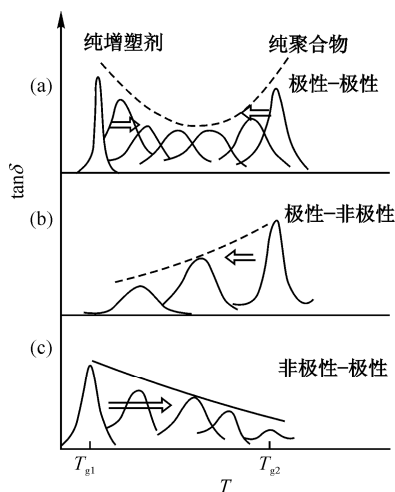 纯增塑剂
纯聚合物
(a)
极性-极性
tanδ
(b)
极性-非极性
(c)
非极性-极性
Tg1
T
Tg2